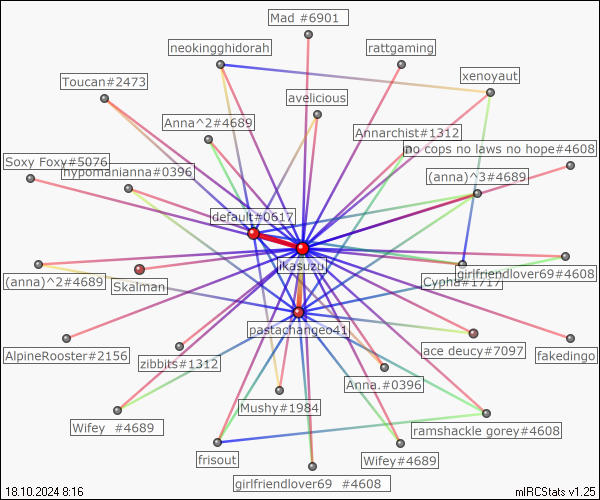 Mad #6901
neokingghidorah
rattgaming
Toucan#2473
xenoyaut
avelicious
Anna^2#4689
Annarchist#1312
no cops no laws no hope#4608
Soxy Foxy#5076
hypomanianna#0396
(anna)^3#4689
default#0617
ikasuzu
(anna)^2#4689
Skallman
Cypha#1717
girlfriendlover69#4608
pastachangeo41
AlpineRooster#2156
zibbits#1312
ace deucy#7097
fakedingo
Anna.#0396
Mushy#1984
Wifey #4689
ramshackle gorey#4608
frisout
Wifey#4689
girlfriendlover69 #4608
18.10.2024 8:16
mIRCStats v1.25